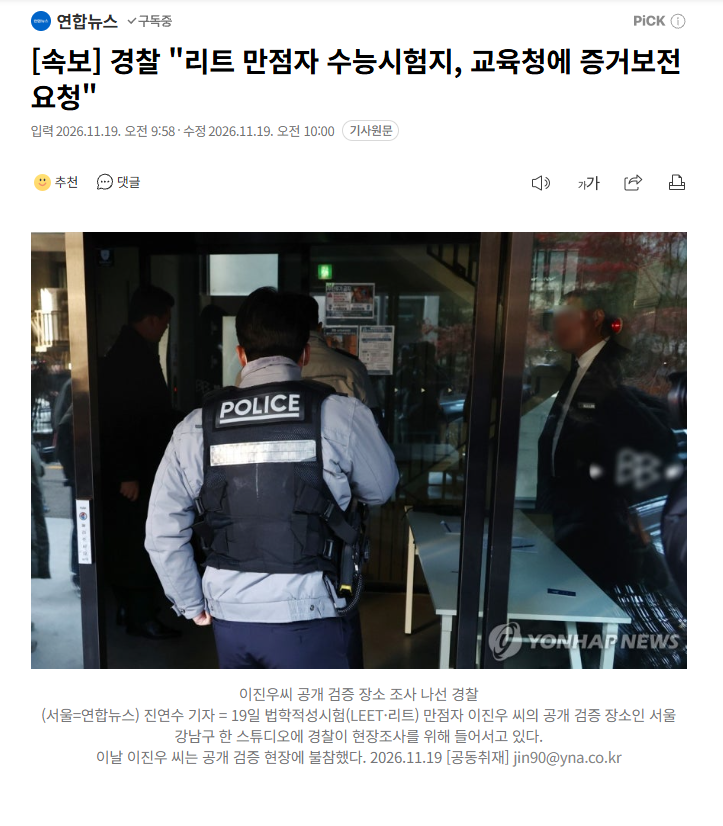 연합뉴스 구독중
PiCK
[속보] 경찰 "리트 만점자 수능시험지, 교육청에 증거보전
요청"
입력 2026.11.19. 오전 9:58 · 수정 2026.11.19. 오전 10:00 기사원문
추천 댓글
가가
POLICE
YONHAP NEWS
이진우씨 공개 검증 장소 조사 나선 경찰
(서울=연합뉴스) 진연수 기자 = 19일 법학적성시험(LEET·리트) 만점자 이진우 씨의 공개 검증 장소인 서울
강남구 한 스튜디오에 경찰이 현장조사를 위해 들어서고 있다.
이날 이진우 씨는 공개 검증 현장에 불참했다. 2026.11.19 [공동취재] jin90@yna.co.kr